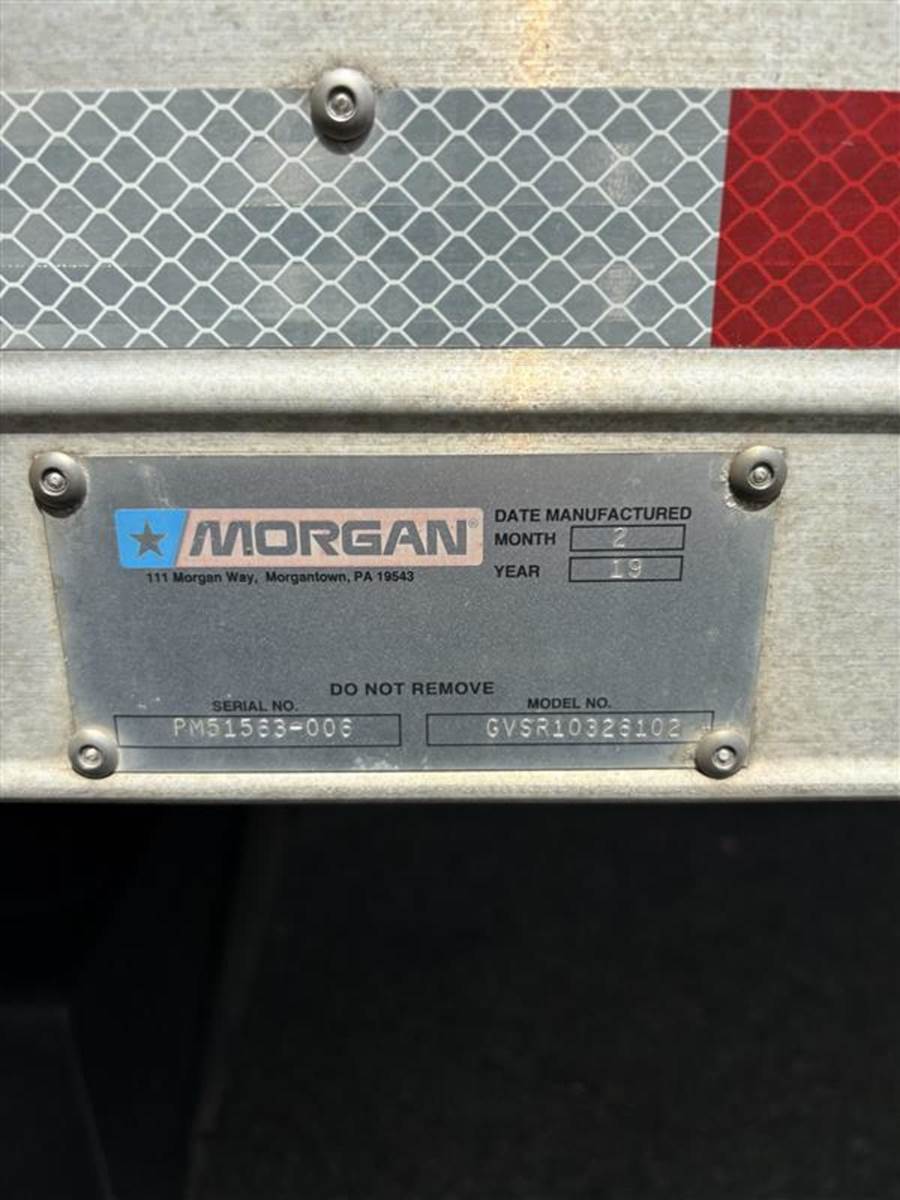 MORGAN®
111 Morgan Way, Morgantown, PA 19543
DATE MANUFACTURED
MONTH 2
YEAR 19
DO NOT REMOVE
SERIAL NO. MODEL NO.
PM51563-006 GVSR10326102